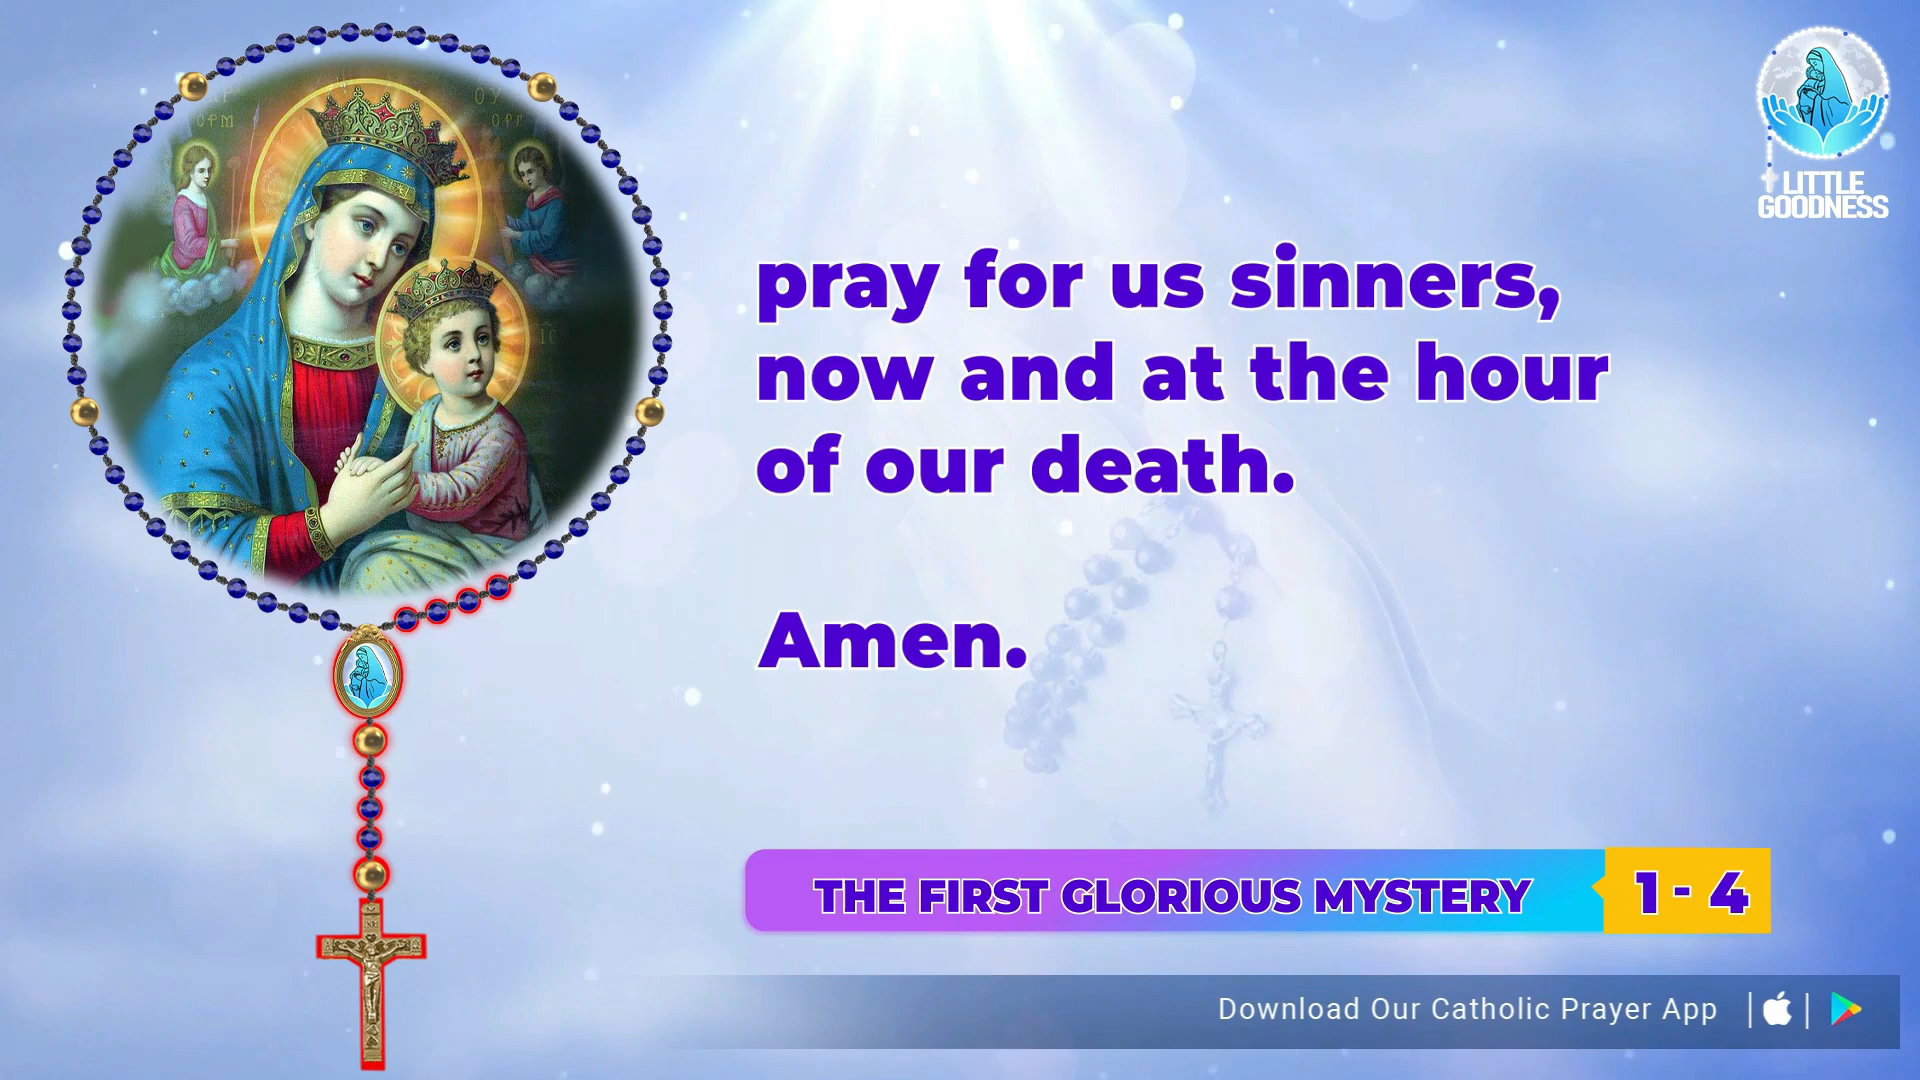 LITTLE
GOODNESS
pray for us sinners,
now and at the hour
of our death.
Amen.
THE FIRST GLORIOUS MYSTERY
1 - 4
Download Our Catholic Prayer App